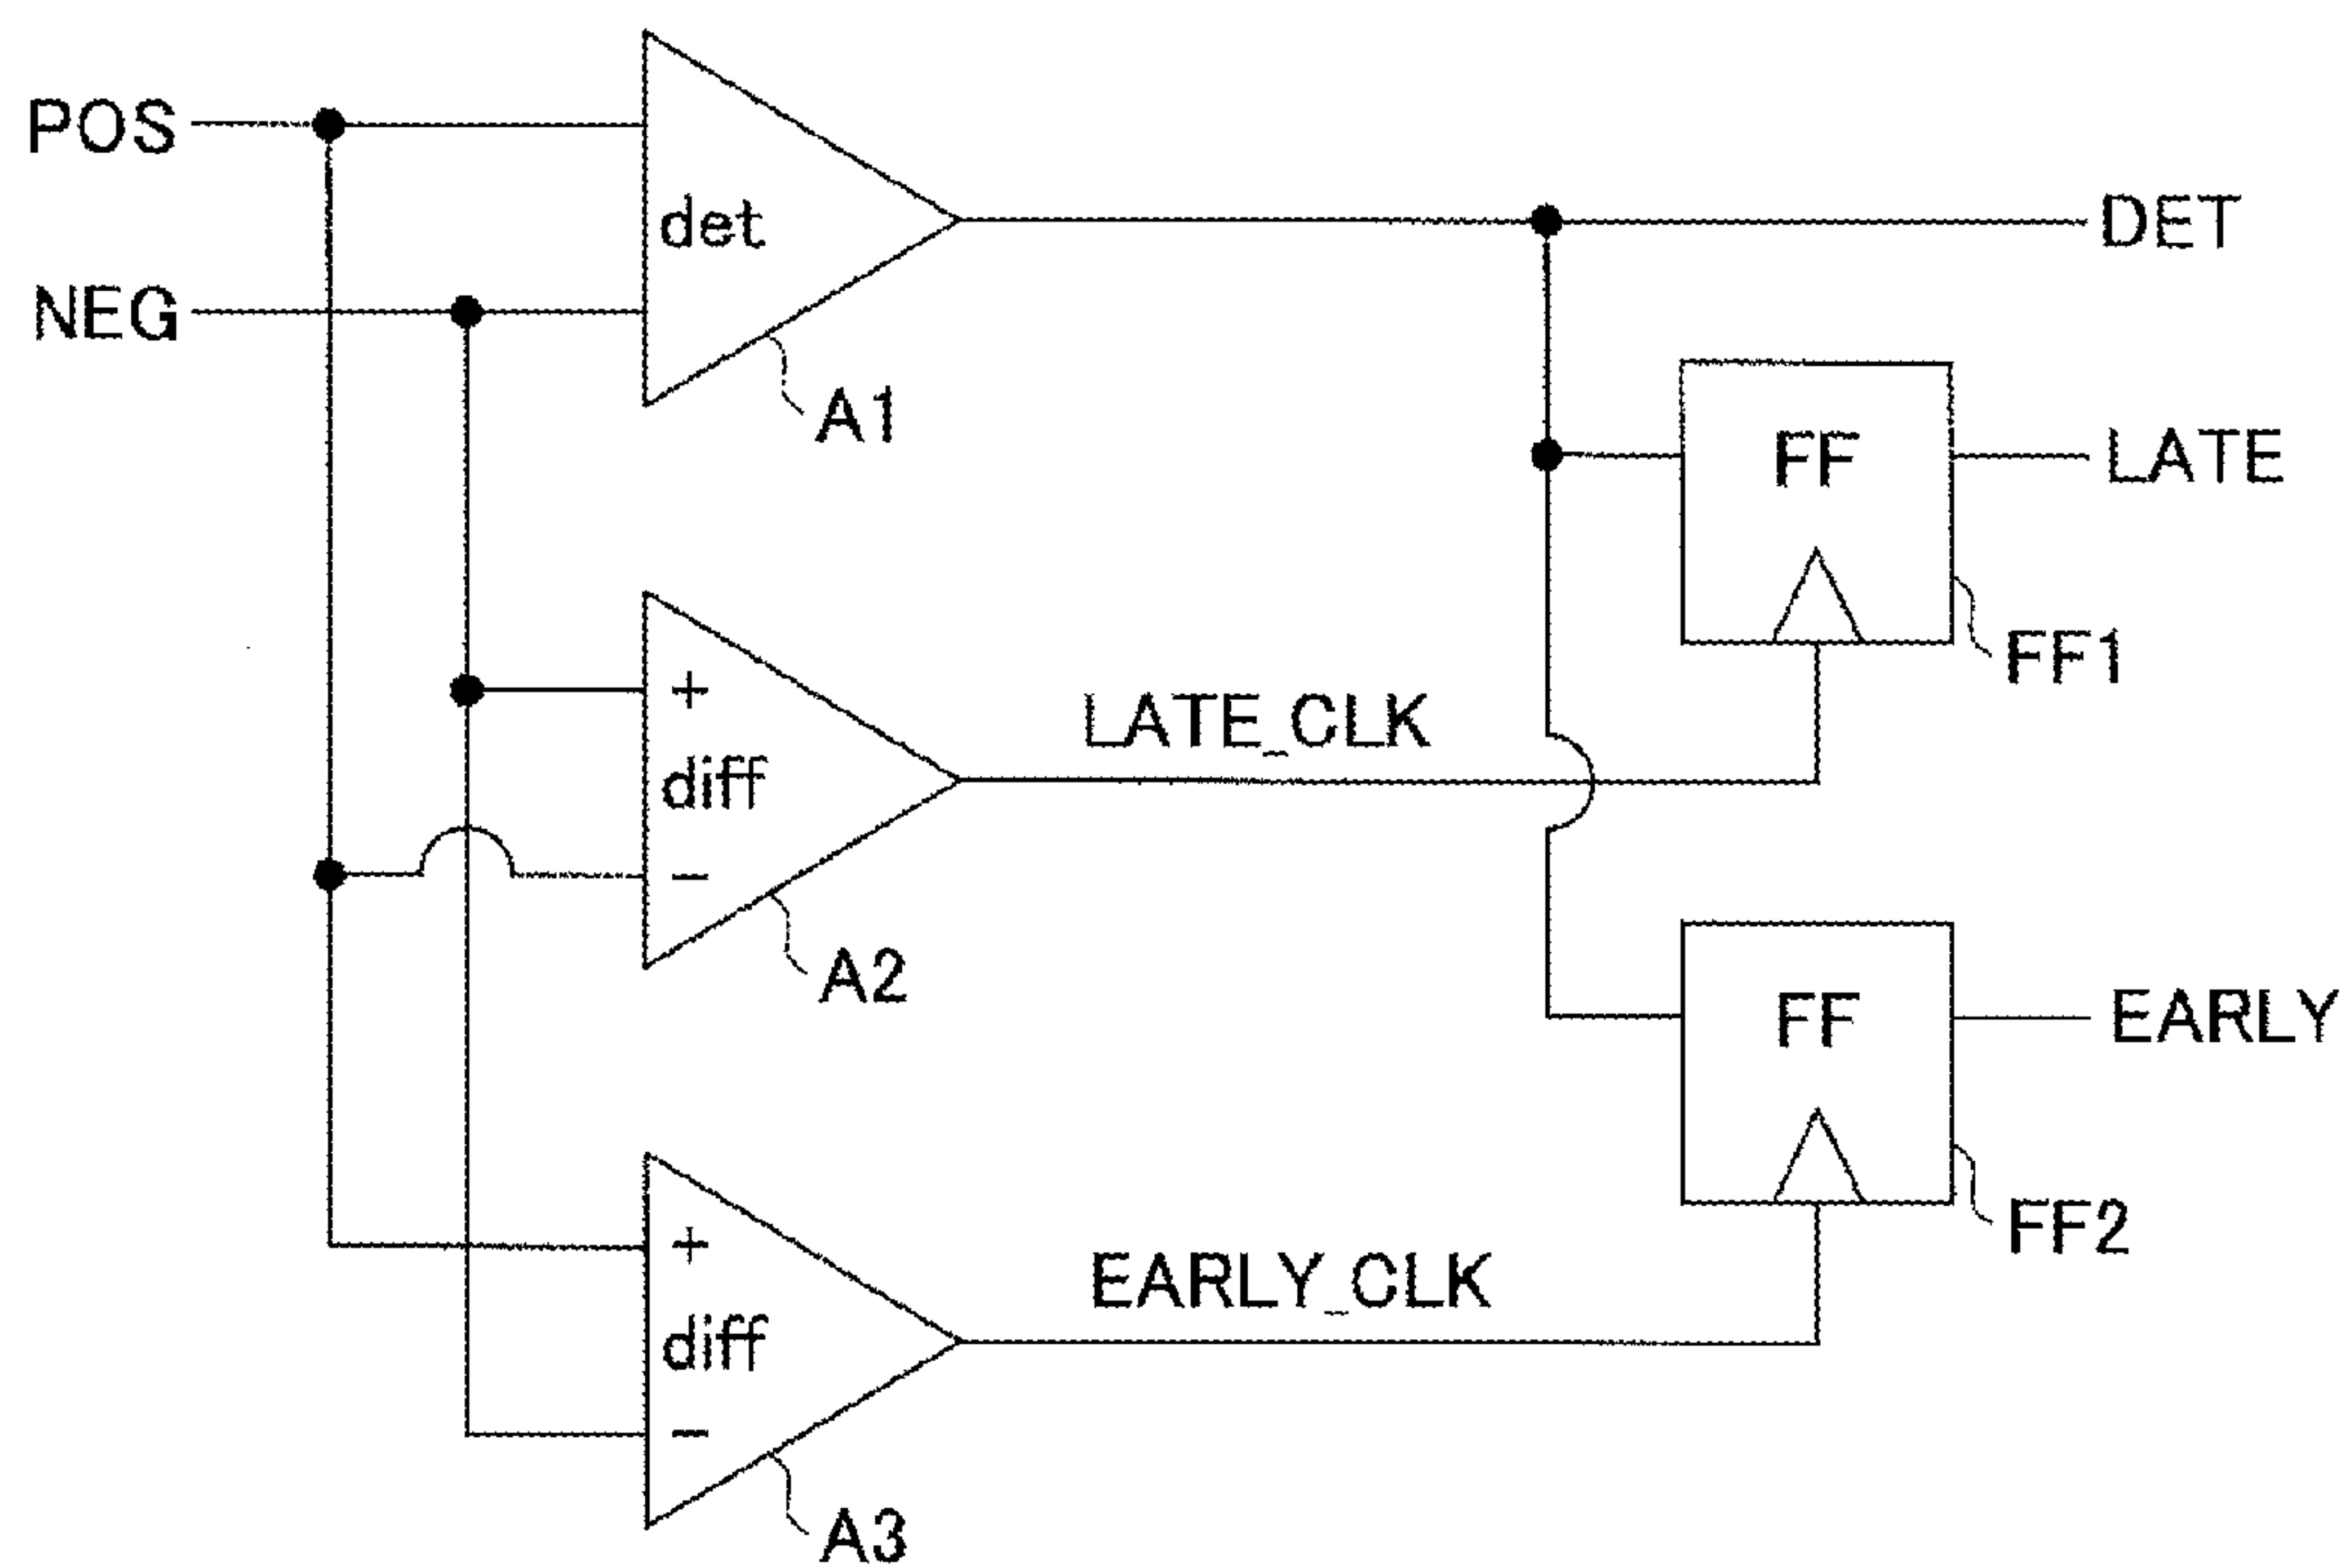 POS
NEG
det
A1
DET
FF
LATE
FF1
+
diff
-
A2
LATE_CLK
FF
EARLY
FF2
+
diff
-
A3
EARLY_CLK